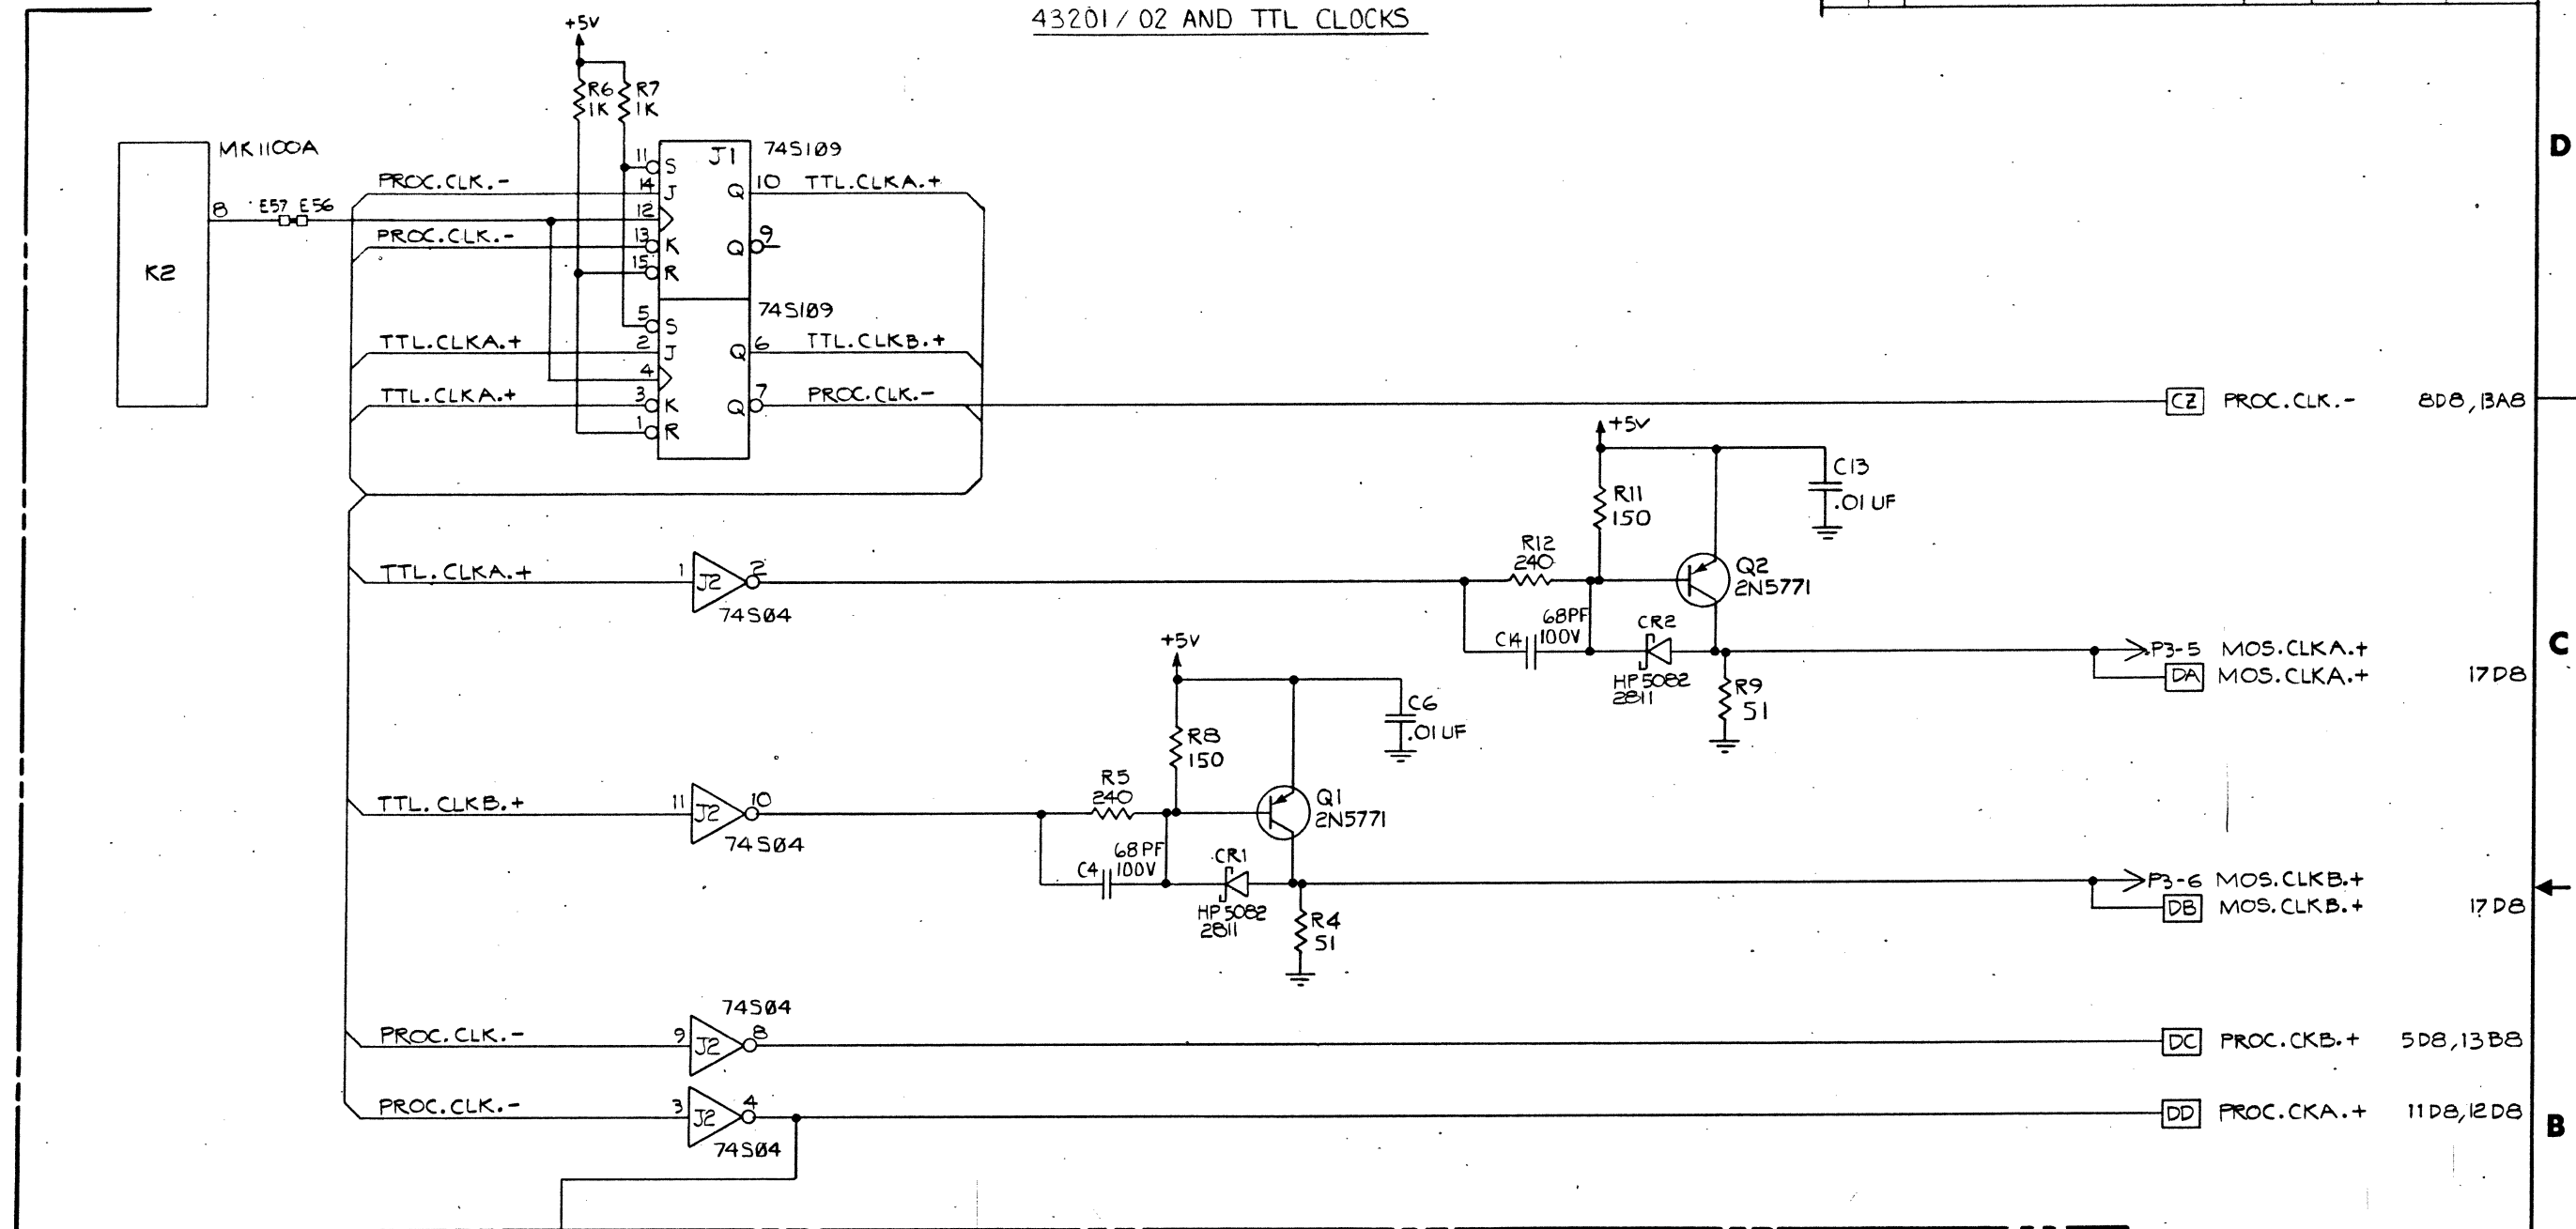 43201/02 AND TTL CLOCKS
+5V
R6 1K
R7 1K
D
MK1100A
K2
8
E57 E56
PROC.CLK.-
PROC.CLK.-
TTL.CLKA.+
TTL.CLKA.+
J1
74S109
11 S
14 J
12
13 K
15 R
Q 10 TTL.CLKA.+
Q 9
74S109
5 S
2 J
4
3 K
1 R
Q 6 TTL.CLKB.+
Q 7 PROC.CLK.-
CZ PROC.CLK.- 8D8,13A8
+5V
C13
.01UF
R11
150
R12
240
Q2
2N5771
TTL.CLKA.+
1 J2 2
74S04
C14
68PF
100V
CR2
HP5082
2811
R9
51
P3-5 MOS.CLKA.+
DA MOS.CLKA.+ 17D8
C
+5V
C6
.01UF
R8
150
R5
240
Q1
2N5771
TTL.CLKB.+
11 J2 10
74S04
C4
68PF
100V
CR1
HP5082
2811
R4
51
P3-6 MOS.CLKB.+
DB MOS.CLKB.+ 17D8
74S04
PROC.CLK.-
9 J2 8
DC PROC.CKB.+ 5D8,13B8
PROC.CLK.-
3 J2 4
74S04
DD PROC.CKA.+ 11D8,12D8
B